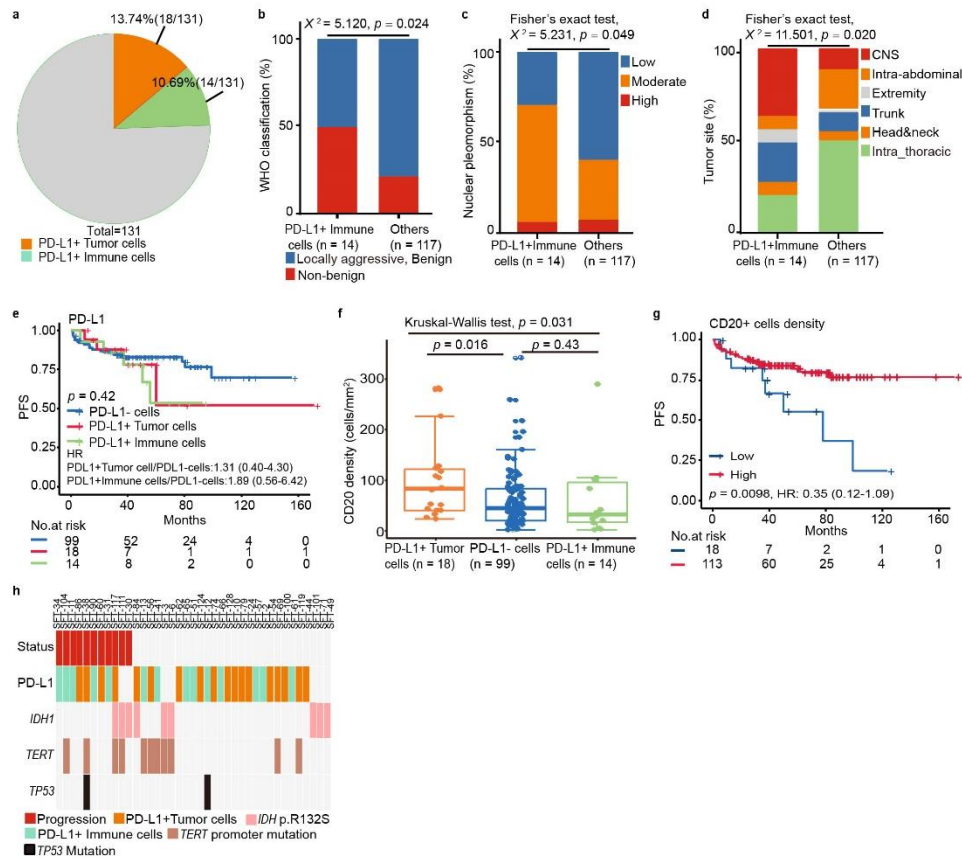 a
13.74%(18/131)
10.69%(14/131)
Total=131
PD-L1+ Tumor cells
PD-L1+ Immune cells
b
X² = 5.120, p = 0.024
WHO classification (%)
100
50
0
PD-L1+ Immune
cells (n = 14)
Others
(n = 117)
Locally aggressive, Benign
Non-benign
c
Fisher's exact test,
X² = 5.231, p = 0.049
Nuclear pleomorphism (%)
100
50
0
Low
Moderate
High
PD-L1+Immune
cells (n = 14)
Others
(n = 117)
d
Fisher's exact test,
X² = 11.501, p = 0.020
Tumor site (%)
100
50
0
CNS
Intra-abdominal
Extremity
Trunk
Head&neck
Intra_thoracic
PD-L1+Immune
cells (n = 14)
Others
(n = 117)
e
PD-L1
PFS
1.00
0.75
0.50
0.25
0.00
p = 0.42
PD-L1- cells
PD-L1+ Tumor cells
PD-L1+ Immune cells
HR
PDL1+Tumor cell/PDL1-cells:1.31 (0.40-4.30)
PDL1+Immune cells/PDL1-cells:1.89 (0.56-6.42)
0 40 80 120 160
Months
No.at risk
99 52 24 4 0
18 7 1 1 1
14 8 2 0 0
f
Kruskal-Wallis test, p = 0.031
p = 0.016
p = 0.43
CD20 density (cells/mm²)
300
200
100
0
PD-L1+ Tumor
cells (n = 18)
PD-L1- cells
(n = 99)
PD-L1+ Immune
cells (n = 14)
g
CD20+ cells density
PFS
1.00
0.75
0.50
0.25
0.00
Low
High
p = 0.0098, HR: 0.35 (0.12-1.09)
0 40 80 120 160
Months
No.at risk
18 7 2 1 0
113 60 25 4 1
h
Status
PD-L1
IDH1
TERT
TP53
Progression
PD-L1+Tumor cells
IDH p.R132S
PD-L1+ Immune cells
TERT promoter mutation
TP53 Mutation